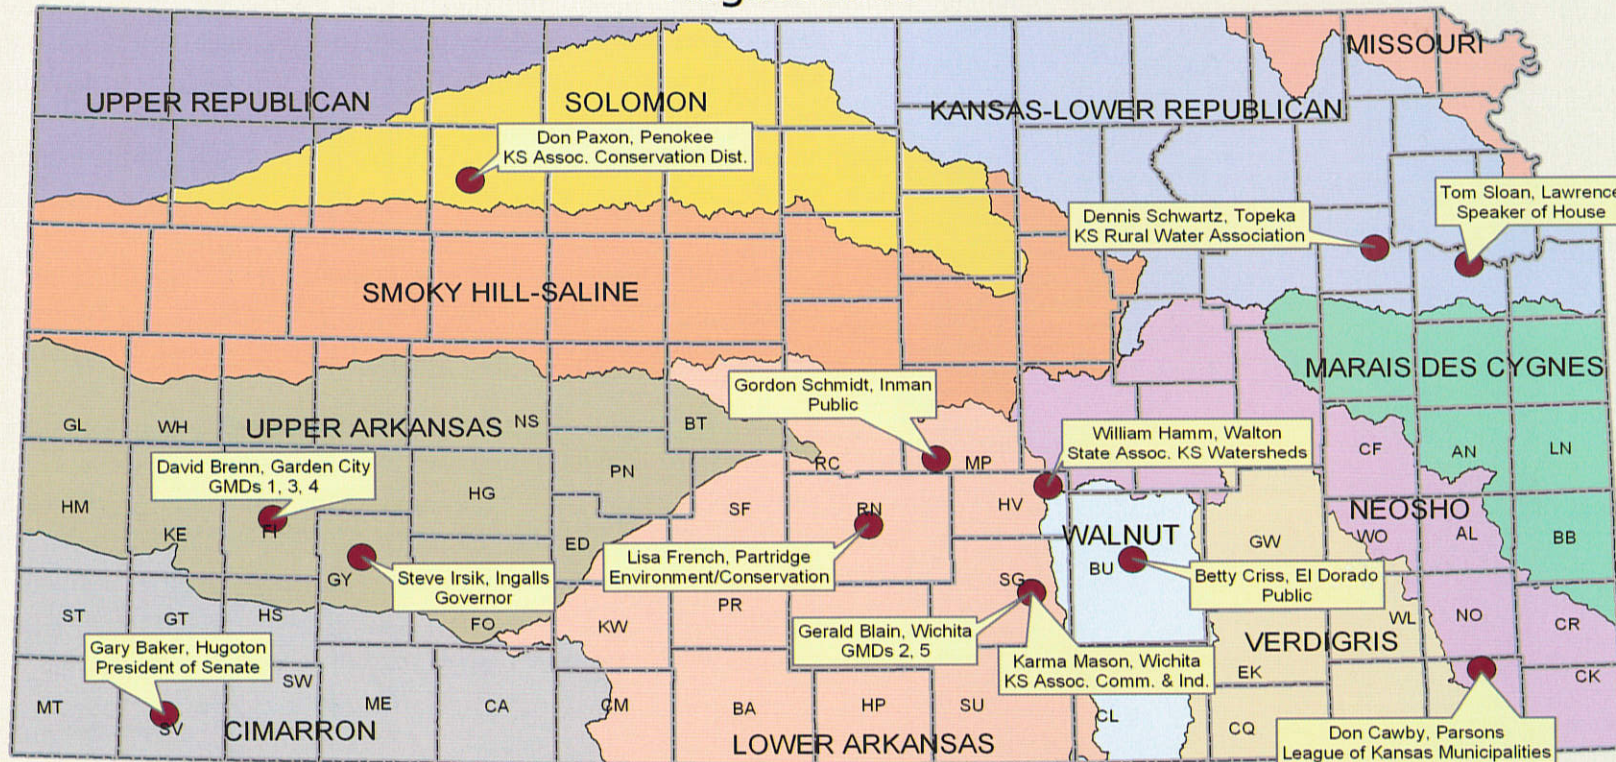 MISSOURI
UPPER REPUBLICAN
SOLOMON
KANSAS-LOWER REPUBLICAN
Don Paxon, Penokee
KS Assoc. Conservation Dist.
Tom Sloan, Lawrence
Speaker of House
Dennis Schwartz, Topeka
KS Rural Water Association
SMOKY HILL-SALINE
MARAIS DES CYGNES
Gordon Schmidt, Inman
Public
GL
WH
UPPER ARKANSAS
NS
BT
William Hamm, Walton
State Assoc. KS Watersheds
CF
AN
LN
David Brenn, Garden City
GMDs 1, 3, 4
PN
RC
MP
HM
KE
FI
HG
SF
RN
HV
NEOSHO
WO
AL
BB
ED
WALNUT
GW
Lisa French, Partridge
Environment/Conservation
GY
Steve Irsik, Ingalls
Governor
SG
BU
Betty Criss, El Dorado
Public
ST
GT
HS
FO
KW
PR
WL
NO
CR
Gary Baker, Hugoton
President of Senate
Gerald Blain, Wichita
GMDs 2, 5
VERDIGRIS
Karma Mason, Wichita
KS Assoc. Comm. & Ind.
EK
CK
SW
MT
SV
ME
CA
CM
BA
HP
SU
CL
CQ
CIMARRON
LOWER ARKANSAS
Don Cawby, Parsons
League of Kansas Municipalities